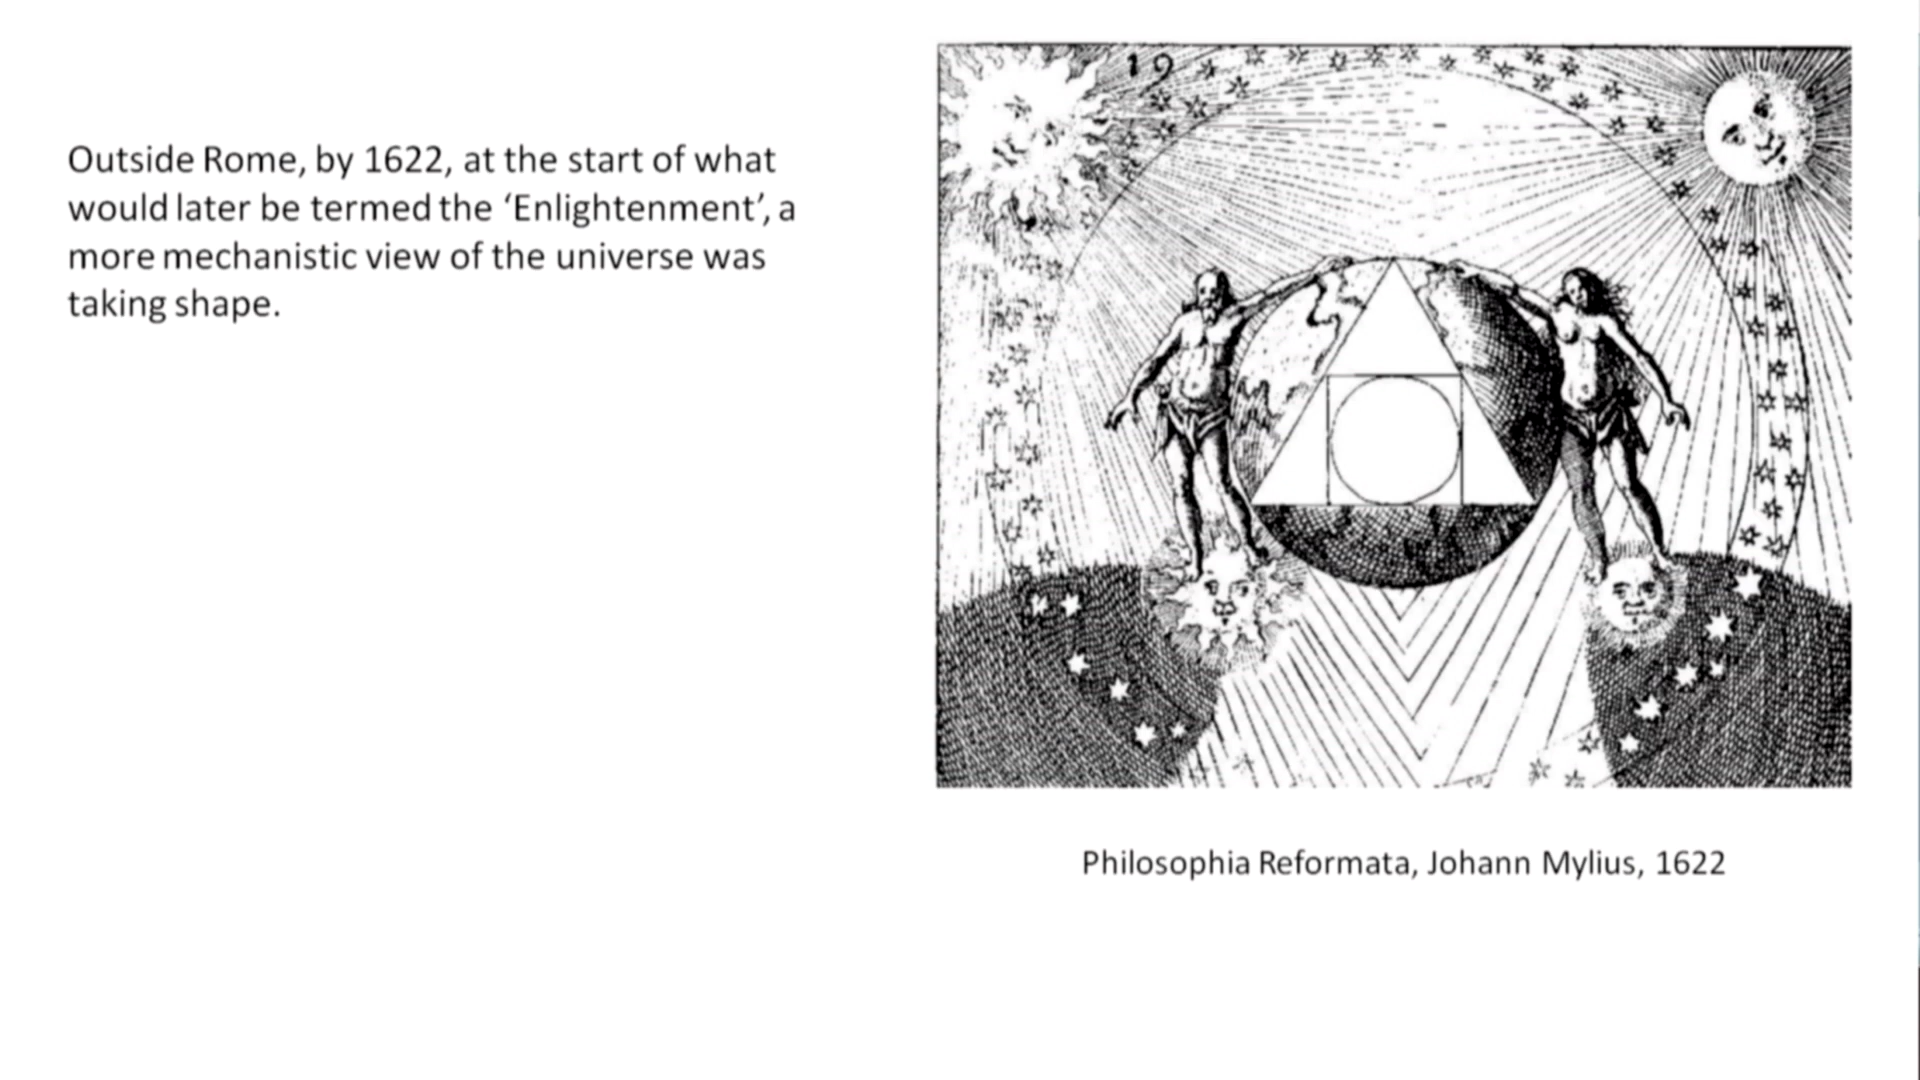 Outside Rome, by 1622, at the start of what
would later be termed the ‘Enlightenment’, a
more mechanistic view of the universe was
taking shape.
19
Philosophia Reformata, Johann Mylius, 1622